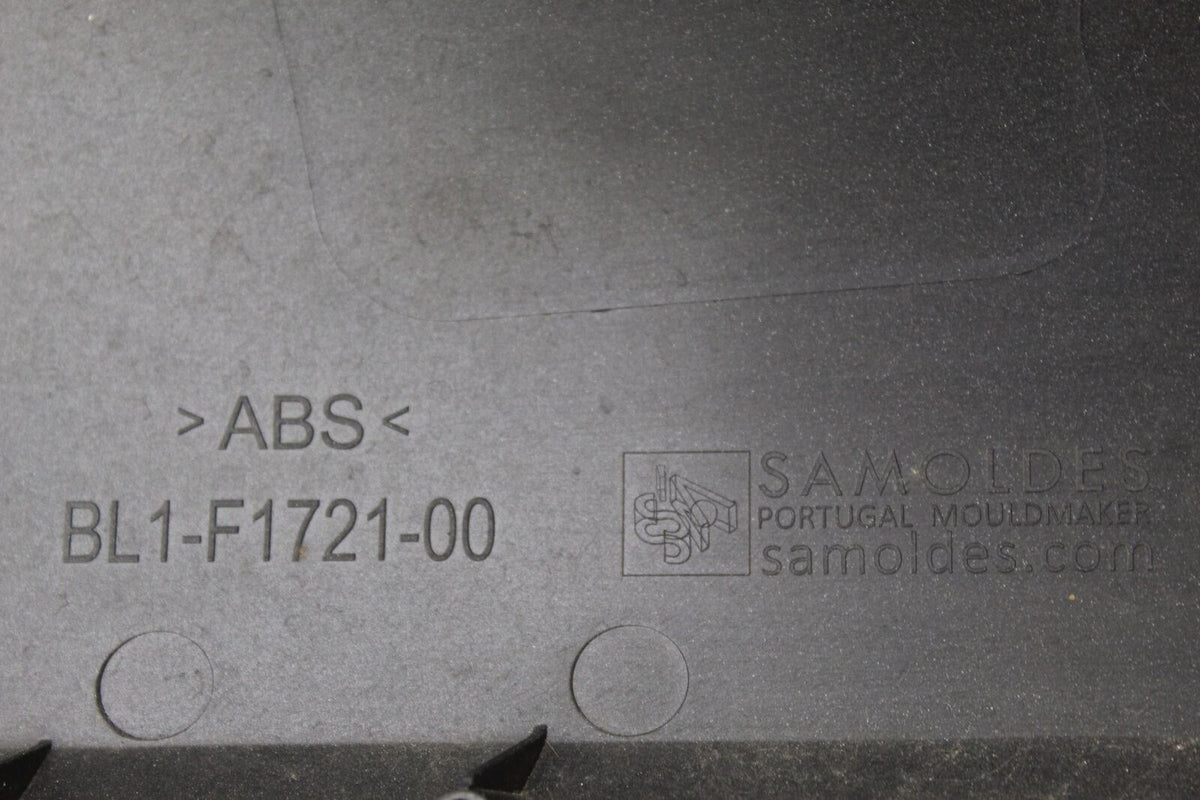 >ABS<
BL1-F1721-00
SAMOLDES
PORTUGAL MOULDMAKER
samoldes.com